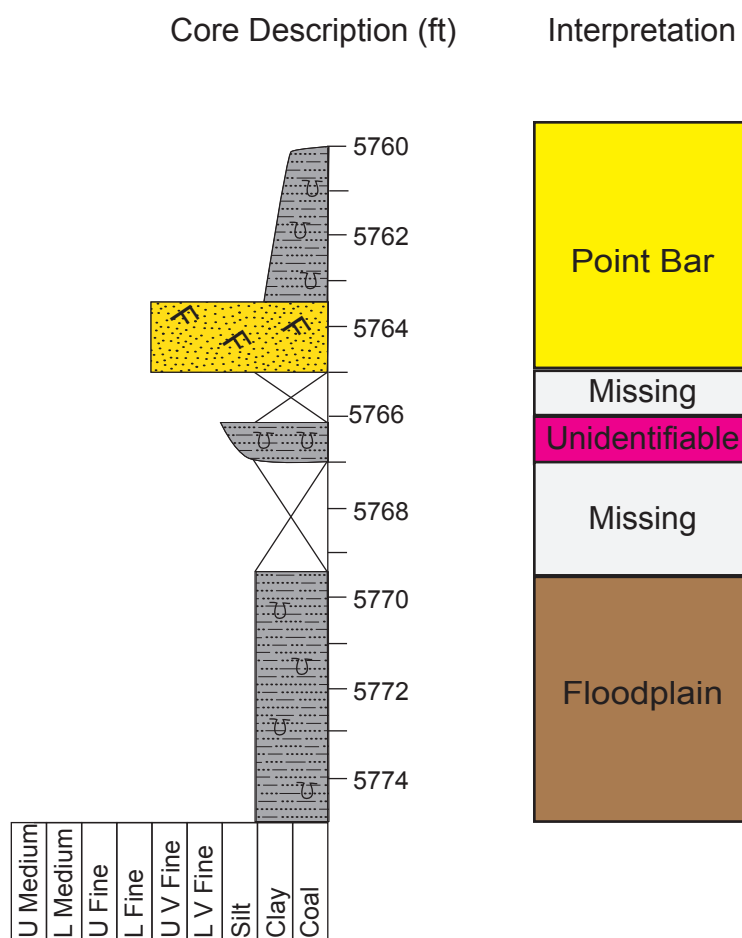 Core Description (ft)
Interpretation
5760
5762
5764
5766
5768
5770
5772
5774
Point Bar
Missing
Unidentifiable
Missing
Floodplain
U Medium
L Medium
U Fine
L Fine
U V Fine
L V Fine
Silt
Clay
Coal